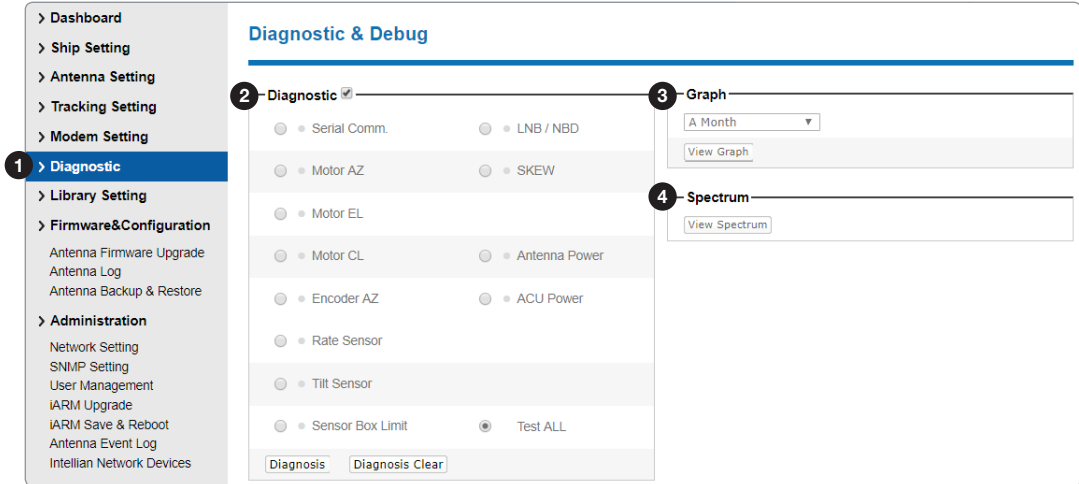 Dashboard
Ship Setting
Antenna Setting
Tracking Setting
Modem Setting
1 Diagnostic
Library Setting
Firmware&Configuration
Antenna Firmware Upgrade
Antenna Log
Antenna Backup & Restore
Administration
Network Setting
SNMP Setting
User Management
iARM Upgrade
iARM Save & Reboot
Antenna Event Log
Intellian Network Devices
Diagnostic & Debug
2 Diagnostic
Serial Comm. LNB / NBD
Motor AZ SKEW
Motor EL
Motor CL Antenna Power
Encoder AZ ACU Power
Rate Sensor
Tilt Sensor
Sensor Box Limit Test ALL
Diagnosis Diagnosis Clear
3 Graph
A Month
View Graph
4 Spectrum
View Spectrum